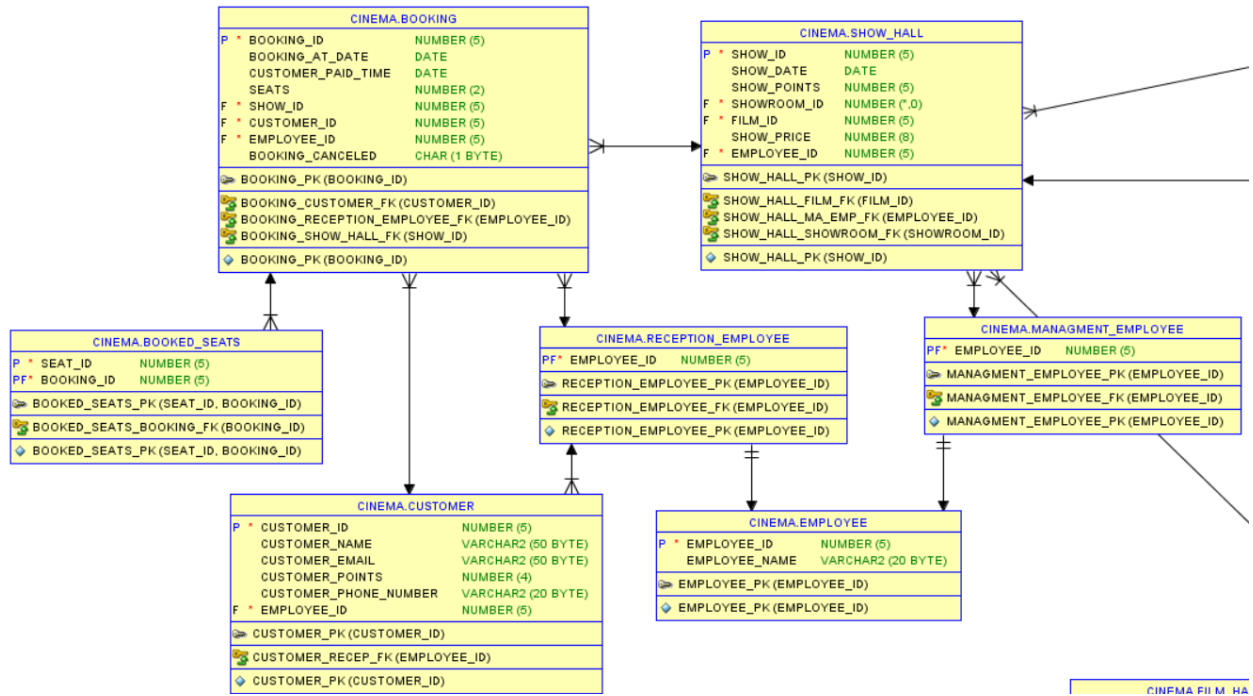 CINEMA.BOOKING
P * BOOKING_ID NUMBER (5)
BOOKING_AT_DATE DATE
CUSTOMER_PAID_TIME DATE
SEATS NUMBER (2)
F * SHOW_ID NUMBER (5)
F * CUSTOMER_ID NUMBER (5)
F * EMPLOYEE_ID NUMBER (5)
BOOKING_CANCELED CHAR (1 BYTE)
BOOKING_PK (BOOKING_ID)
BOOKING_CUSTOMER_FK (CUSTOMER_ID)
BOOKING_RECEPTION_EMPLOYEE_FK (EMPLOYEE_ID)
BOOKING_SHOW_HALL_FK (SHOW_ID)
BOOKING_PK (BOOKING_ID)
CINEMA.SHOW_HALL
P * SHOW_ID NUMBER (5)
SHOW_DATE DATE
SHOW_POINTS NUMBER (5)
F * SHOWROOM_ID NUMBER (*,0)
F * FILM_ID NUMBER (5)
SHOW_PRICE NUMBER (8)
F * EMPLOYEE_ID NUMBER (5)
SHOW_HALL_PK (SHOW_ID)
SHOW_HALL_FILM_FK (FILM_ID)
SHOW_HALL_MA_EMP_FK (EMPLOYEE_ID)
SHOW_HALL_SHOWROOM_FK (SHOWROOM_ID)
SHOW_HALL_PK (SHOW_ID)
CINEMA.BOOKED_SEATS
P * SEAT_ID NUMBER (5)
PF* BOOKING_ID NUMBER (5)
BOOKED_SEATS_PK (SEAT_ID, BOOKING_ID)
BOOKED_SEATS_BOOKING_FK (BOOKING_ID)
BOOKED_SEATS_PK (SEAT_ID, BOOKING_ID)
CINEMA.RECEPTION_EMPLOYEE
PF* EMPLOYEE_ID NUMBER (5)
RECEPTION_EMPLOYEE_PK (EMPLOYEE_ID)
RECEPTION_EMPLOYEE_FK (EMPLOYEE_ID)
RECEPTION_EMPLOYEE_PK (EMPLOYEE_ID)
CINEMA.MANAGMENT_EMPLOYEE
PF* EMPLOYEE_ID NUMBER (5)
MANAGMENT_EMPLOYEE_PK (EMPLOYEE_ID)
MANAGMENT_EMPLOYEE_FK (EMPLOYEE_ID)
MANAGMENT_EMPLOYEE_PK (EMPLOYEE_ID)
CINEMA.CUSTOMER
P * CUSTOMER_ID NUMBER (5)
CUSTOMER_NAME VARCHAR2 (50 BYTE)
CUSTOMER_EMAIL VARCHAR2 (50 BYTE)
CUSTOMER_POINTS NUMBER (4)
CUSTOMER_PHONE_NUMBER VARCHAR2 (20 BYTE)
F * EMPLOYEE_ID NUMBER (5)
CUSTOMER_PK (CUSTOMER_ID)
CUSTOMER_RECEP_FK (EMPLOYEE_ID)
CUSTOMER_PK (CUSTOMER_ID)
CINEMA.EMPLOYEE
P * EMPLOYEE_ID NUMBER (5)
EMPLOYEE_NAME VARCHAR2 (20 BYTE)
EMPLOYEE_PK (EMPLOYEE_ID)
EMPLOYEE_PK (EMPLOYEE_ID)
CINEMA.FILM_HA